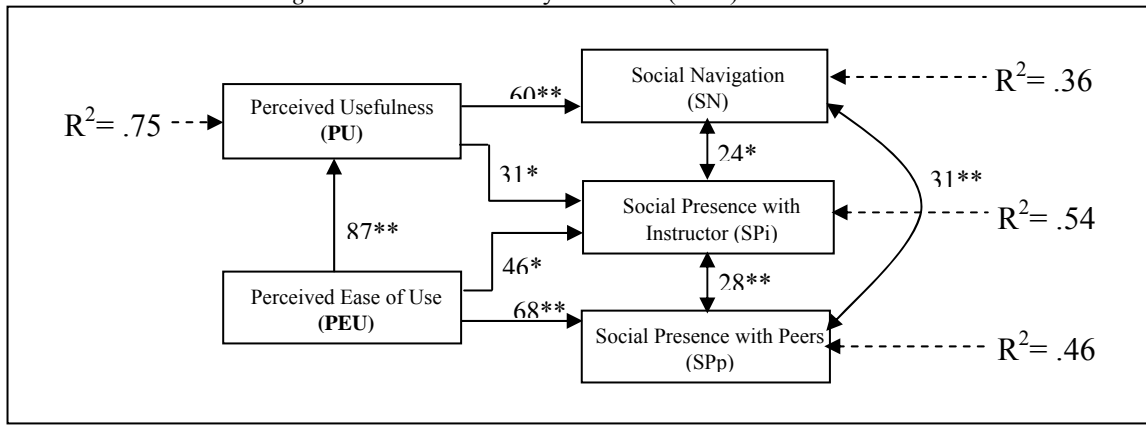 Social Navigation
(SN)
R²= .36
60**
Perceived Usefulness
(PU)
R²= .75
24*
31*
31**
Social Presence with
Instructor (SPi)
R²= .54
87**
46*
28**
Perceived Ease of Use
(PEU)
68**
Social Presence with Peers
(SPp)
R²= .46